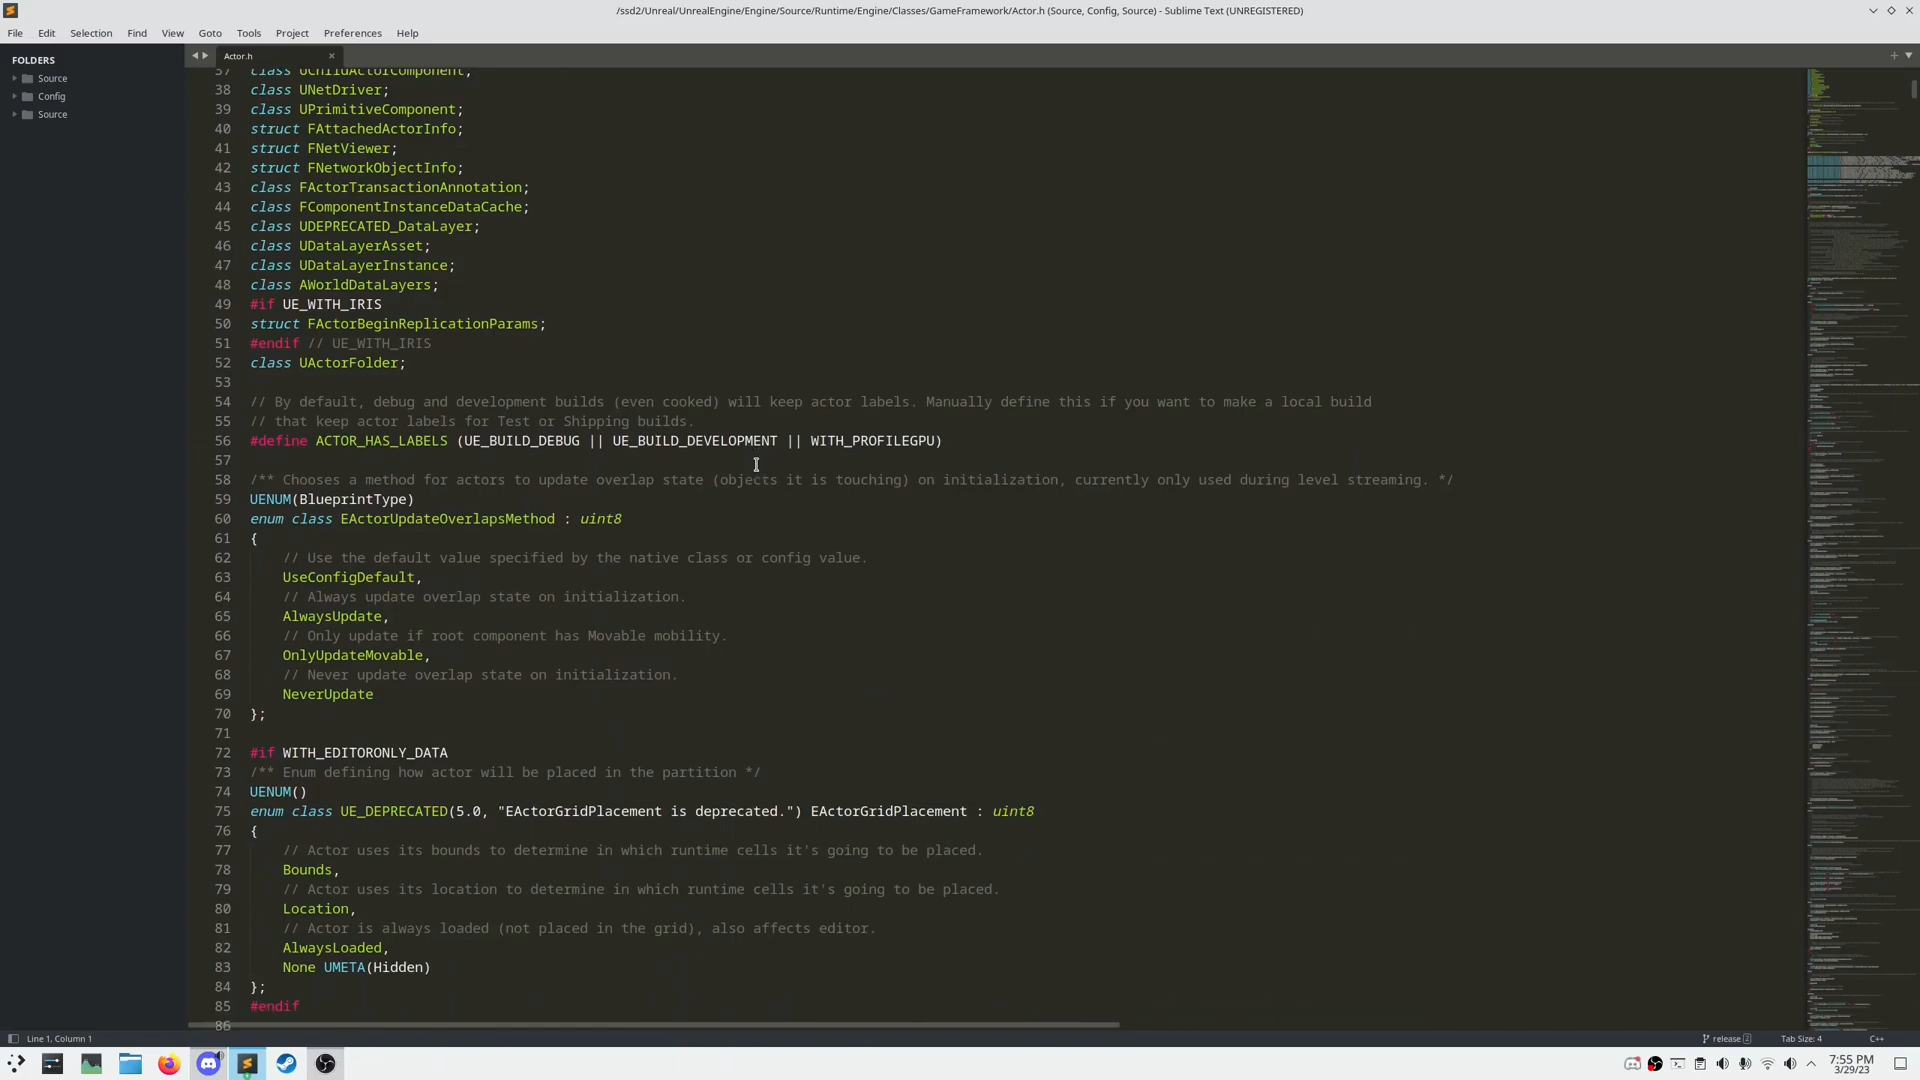 /ssd2/Unreal/UnrealEngine/Engine/Source/Runtime/Engine/Classes/GameFramework/Actor.h (Source, Config, Source) - Sublime Text (UNREGISTERED)
File Edit Selection Find View Goto Tools Project Preferences Help
FOLDERS
Source
Config
Source
Actor.h
37 class UChildActorComponent;
38 class UNetDriver;
39 class UPrimitiveComponent;
40 struct FAttachedActorInfo;
41 struct FNetViewer;
42 struct FNetworkObjectInfo;
43 class FActorTransactionAnnotation;
44 class FComponentInstanceDataCache;
45 class UDEPRECATED_DataLayer;
46 class UDataLayerAsset;
47 class UDataLayerInstance;
48 class AWorldDataLayers;
49 #if UE_WITH_IRIS
50 struct FActorBeginReplicationParams;
51 #endif // UE_WITH_IRIS
52 class UActorFolder;
53
54 // By default, debug and development builds (even cooked) will keep actor labels. Manually define this if you want to make a local build
55 // that keep actor labels for Test or Shipping builds.
56 #define ACTOR_HAS_LABELS (UE_BUILD_DEBUG || UE_BUILD_DEVELOPMENT || WITH_PROFILEGPU)
57
58 /** Chooses a method for actors to update overlap state (objects it is touching) on initialization, currently only used during level streaming. */
59 UENUM(BlueprintType)
60 enum class EActorUpdateOverlapsMethod : uint8
61 {
62 // Use the default value specified by the native class or config value.
63 UseConfigDefault,
64 // Always update overlap state on initialization.
65 AlwaysUpdate,
66 // Only update if root component has Movable mobility.
67 OnlyUpdateMovable,
68 // Never update overlap state on initialization.
69 NeverUpdate
70 };
71
72 #if WITH_EDITORONLY_DATA
73 /** Enum defining how actor will be placed in the partition */
74 UENUM()
75 enum class UE_DEPRECATED(5.0, "EActorGridPlacement is deprecated.") EActorGridPlacement : uint8
76 {
77 // Actor uses its bounds to determine in which runtime cells it's going to be placed.
78 Bounds,
79 // Actor uses its location to determine in which runtime cells it's going to be placed.
80 Location,
81 // Actor is always loaded (not placed in the grid), also affects editor.
82 AlwaysLoaded,
83 None UMETA(Hidden)
84 };
85 #endif
86
Line 1, Column 1
release 2 Tab Size: 4 C++
7:55 PM
3/29/23